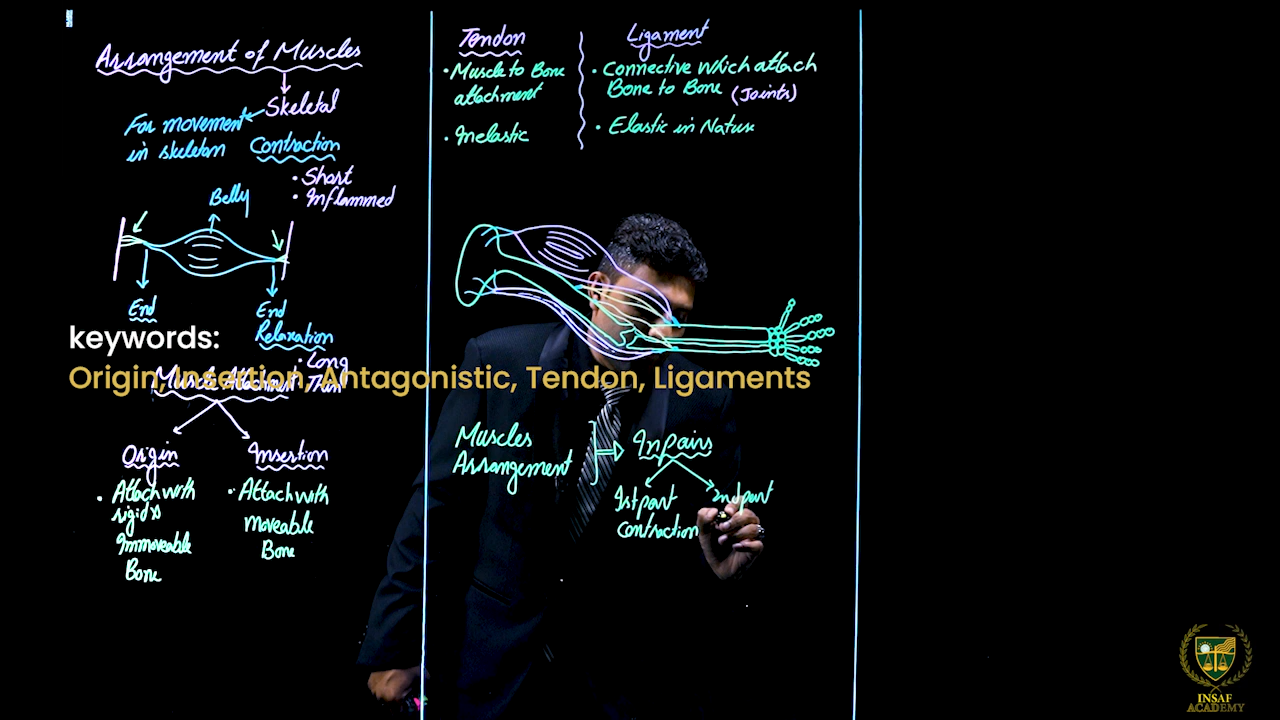 Arrangement of Muscles
Skeletal
For movement
in skeleton
Contraction
• Short
• Inflammed
Belly
End
End
Relaxation
• Long
• Thin
keywords:
Origin, Insertion, Antagonistic, Tendon, Ligaments
Muscle Attachment
Origin
• Attach with
rigid &
Immoveable
Bone
Insertion
• Attach with
moveable
Bone
Tendon
• Muscle to Bone
attachment
• Inelastic
Ligament
• Connective which attach
Bone to Bone (Joints)
• Elastic in Nature
Muscles
Arrangement
In pairs
1st part
contraction
2nd part
INSAF
ACADEMY